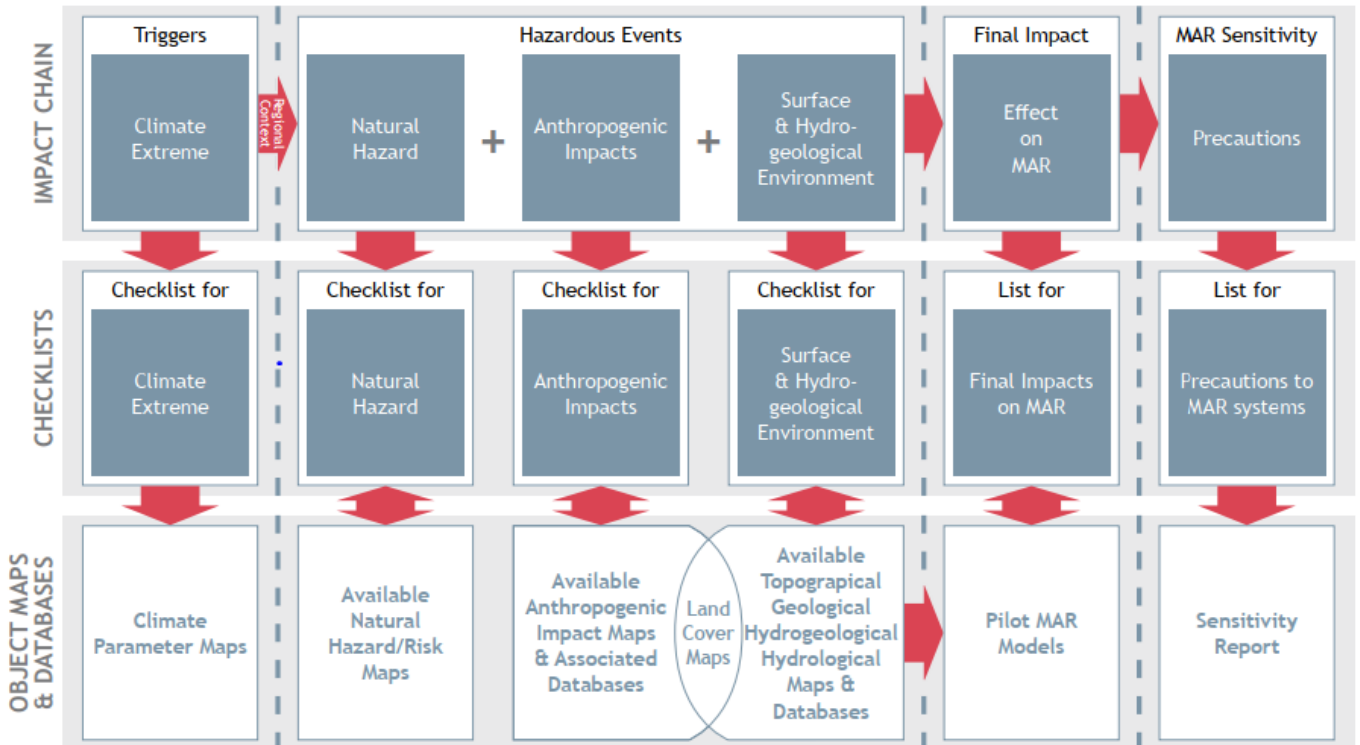 IMPACT CHAIN
Triggers
Climate
Extreme
Regional
Context
Hazardous Events
Natural
Hazard
+
Anthropogenic
Impacts
+
Surface
& Hydro-
geological
Environment
Final Impact
Effect
on
MAR
MAR Sensitivity
Precautions
CHECKLISTS
Checklist for
Climate
Extreme
Checklist for
Natural
Hazard
Checklist for
Anthropogenic
Impacts
Checklist for
Surface
& Hydro-
geological
Environment
List for
Final Impacts
on MAR
List for
Precautions to
MAR systems
OBJECT MAPS
& DATABASES
Climate
Parameter Maps
Available
Natural
Hazard/Risk
Maps
Available
Anthropogenic
Impact Maps
& Associated
Databases
Land
Cover
Maps
Available
Topograpical
Geological
Hydrogeological
Hydrological
Maps &
Databases
Pilot MAR
Models
Sensitivity
Report